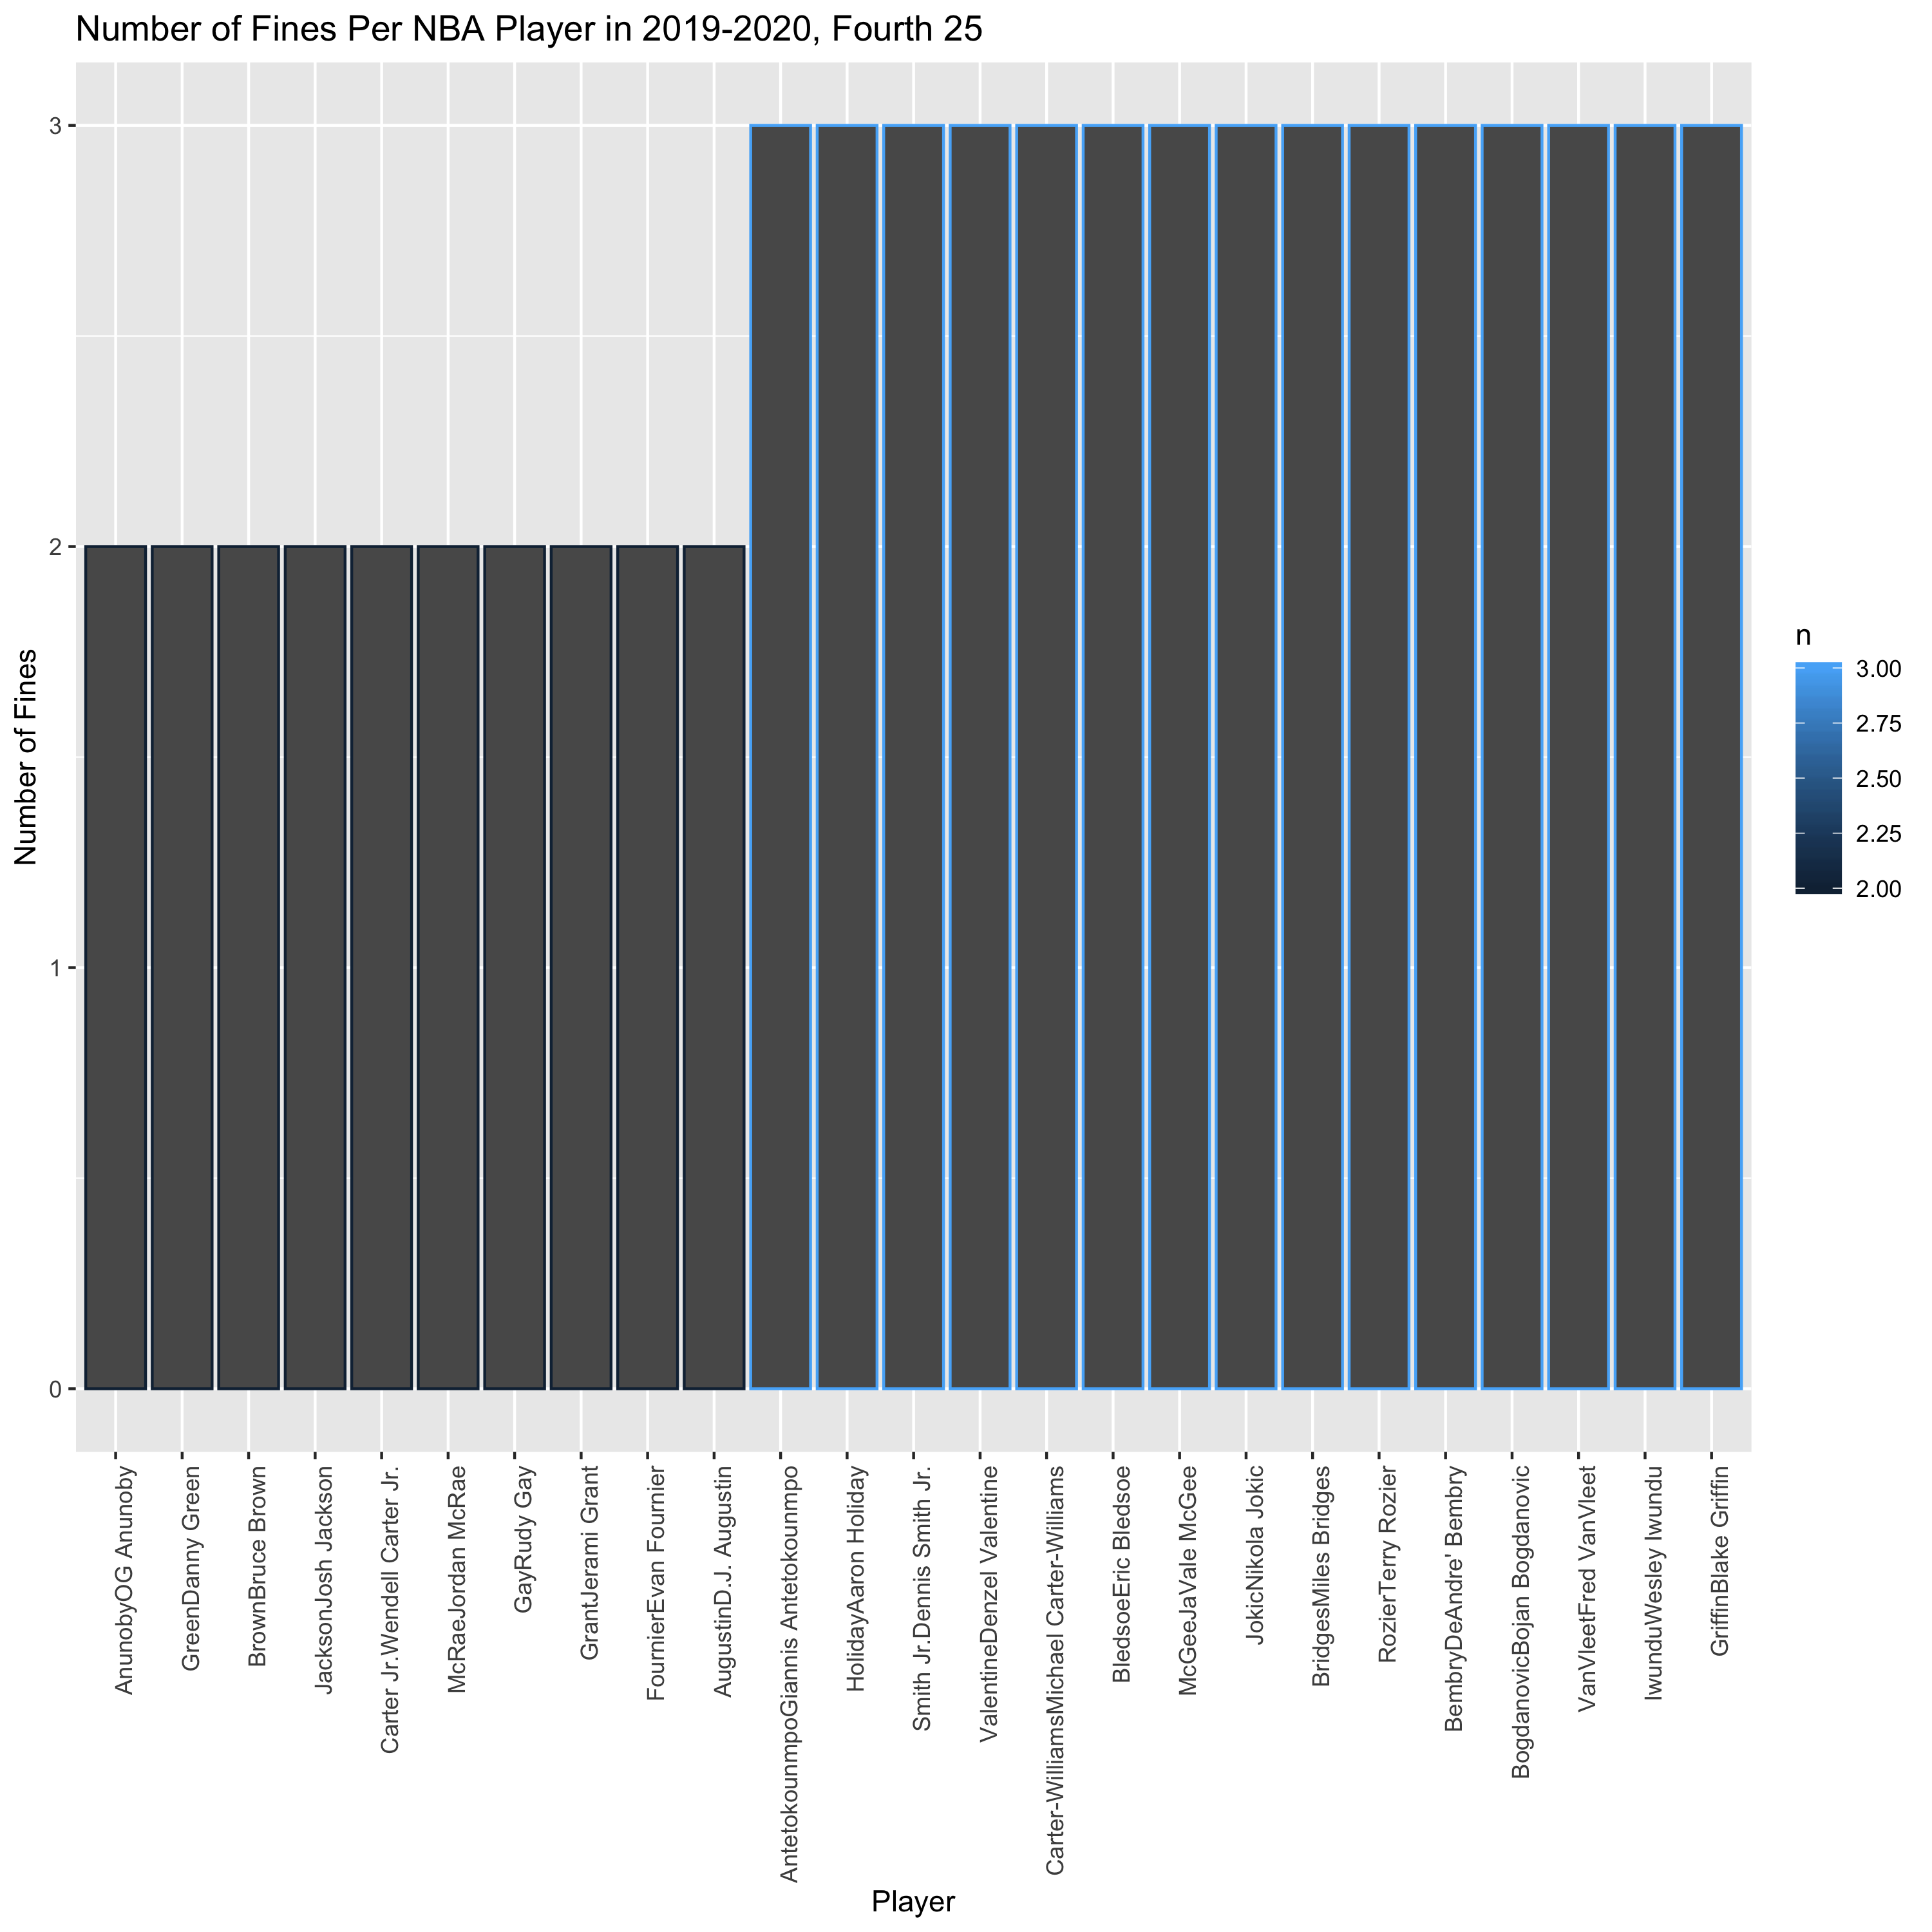 Number of Fines Per NBA Player in 2019-2020, Fourth 25
Number of Fines
3
2
1
0
AnunobyOG Anunoby
GreenDanny Green
BrownBruce Brown
JacksonJosh Jackson
Carter Jr.Wendell Carter Jr.
McRaeJordan McRae
GayRudy Gay
GrantJerami Grant
FournierEvan Fournier
AugustinD.J. Augustin
AntetokounmpoGiannis Antetokounmpo
HolidayAaron Holiday
Smith Jr.Dennis Smith Jr.
ValentineDenzel Valentine
Carter-WilliamsMichael Carter-Williams
BledsoeEric Bledsoe
McGeeJaVale McGee
JokicNikola Jokic
BridgesMiles Bridges
RozierTerry Rozier
BembryDeAndre' Bembry
BogdanovicBojan Bogdanovic
VanVleetFred VanVleet
IwunduWesley Iwundu
GriffinBlake Griffin
Player
n
3.00
2.75
2.50
2.25
2.00